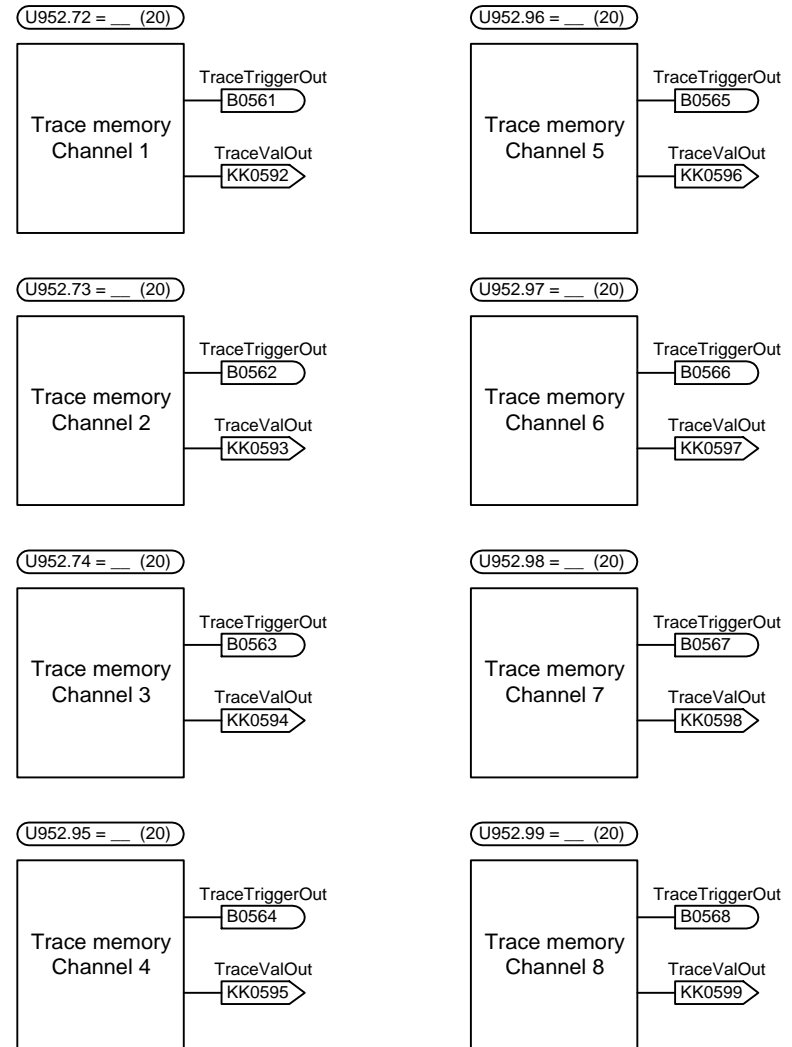 U952.72 = __ (20)
TraceTriggerOut
B0561
Trace memory
Channel 1
TraceValOut
KK0592
U952.73 = __ (20)
TraceTriggerOut
B0562
Trace memory
Channel 2
TraceValOut
KK0593
U952.74 = __ (20)
TraceTriggerOut
B0563
Trace memory
Channel 3
TraceValOut
KK0594
U952.95 = __ (20)
TraceTriggerOut
B0564
Trace memory
Channel 4
TraceValOut
KK0595
U952.96 = __ (20)
TraceTriggerOut
B0565
Trace memory
Channel 5
TraceValOut
KK0596
U952.97 = __ (20)
TraceTriggerOut
B0566
Trace memory
Channel 6
TraceValOut
KK0597
U952.98 = __ (20)
TraceTriggerOut
B0567
Trace memory
Channel 7
TraceValOut
KK0598
U952.99 = __ (20)
TraceTriggerOut
B0568
Trace memory
Channel 8
TraceValOut
KK0599